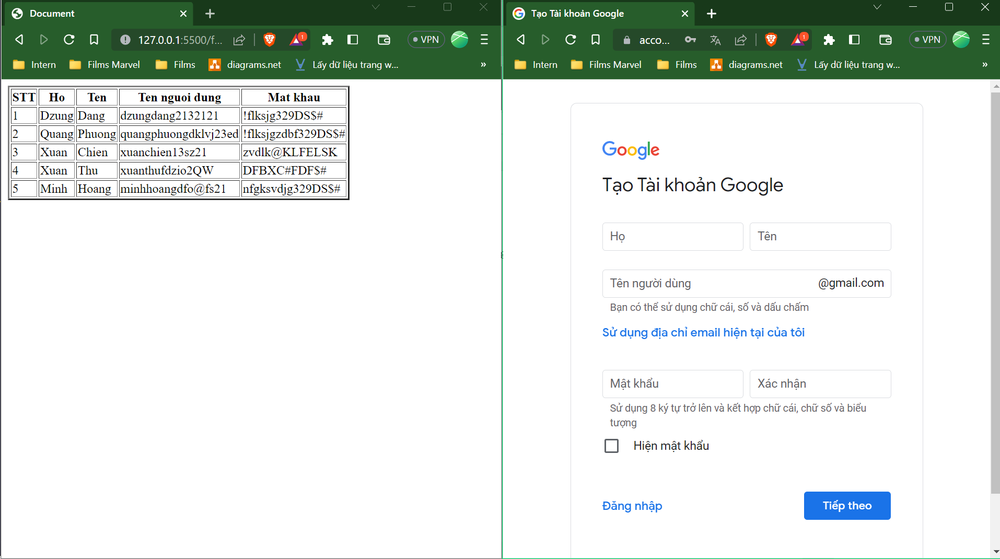 Document
127.0.0.1:5500/f...
1
VPN
Intern
Films Marvel
Films
diagrams.net
Lấy dữ liệu trang w...
»
STT Ho Ten Ten nguoi dung Mat khau
1 Dzung Dang dzungdang2132121 !flksjg329DS$#
2 Quang Phuong quangphuongdklvj23ed !flksjgzdbf329DS$#
3 Xuan Chien xuanchien13sz21 zvdlk@KLFELSK
4 Xuan Thu xuanthufdzio2QW DFBXC#FDF$#
5 Minh Hoang minhhoangdfo@fs21 nfgksvdjg329DS$#
Tạo Tài khoản Google
acco...
1
VPN
Intern
Films Marvel
Films
diagrams.net
Lấy dữ liệu trang w...
»
Google
Tạo Tài khoản Google
Họ Tên
Tên người dùng @gmail.com
Bạn có thể sử dụng chữ cái, số và dấu chấm
Sử dụng địa chỉ email hiện tại của tôi
Mật khẩu Xác nhận
Sử dụng 8 ký tự trở lên và kết hợp chữ cái, chữ số và biểu
tượng
Hiện mật khẩu
Đăng nhập Tiếp theo